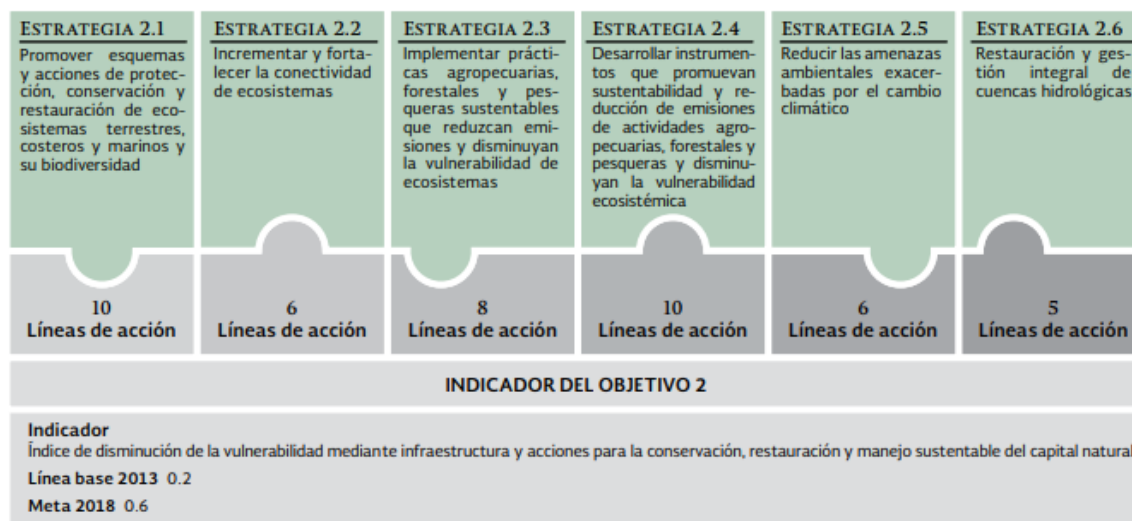 ESTRATEGIA 2.1
Promover esquemas
y acciones de protec-
ción, conservación y
restauración de eco-
sistemas terrestres,
costeros y marinos y
su biodiversidad
10
Líneas de acción
ESTRATEGIA 2.2
Incrementar y forta-
lecer la conectividad
de ecosistemas
6
Líneas de acción
ESTRATEGIA 2.3
Implementar prácti-
cas agropecuarias,
forestales y pes-
queras sustentables
que reduzcan emi-
siones y disminuyan
la vulnerabilidad de
ecosistemas
8
Líneas de acción
ESTRATEGIA 2.4
Desarrollar instrumen-
tos que promuevan
sustentabilidad y re-
ducción de emisiones
de actividades agro-
pecuarias, forestales y
pesqueras y disminu-
yan la vulnerabilidad
ecosistémica
10
Líneas de acción
ESTRATEGIA 2.5
Reducir las amenazas
ambientales exacer-
badas por el cambio
climático
6
Líneas de acción
ESTRATEGIA 2.6
Restauración y ges-
tión integral de
cuencas hidrológicas
5
Líneas de acción
INDICADOR DEL OBJETIVO 2
Indicador
Índice de disminución de la vulnerabilidad mediante infraestructura y acciones para la conservación, restauración y manejo sustentable del capital natural
Línea base 2013 0.2
Meta 2018 0.6